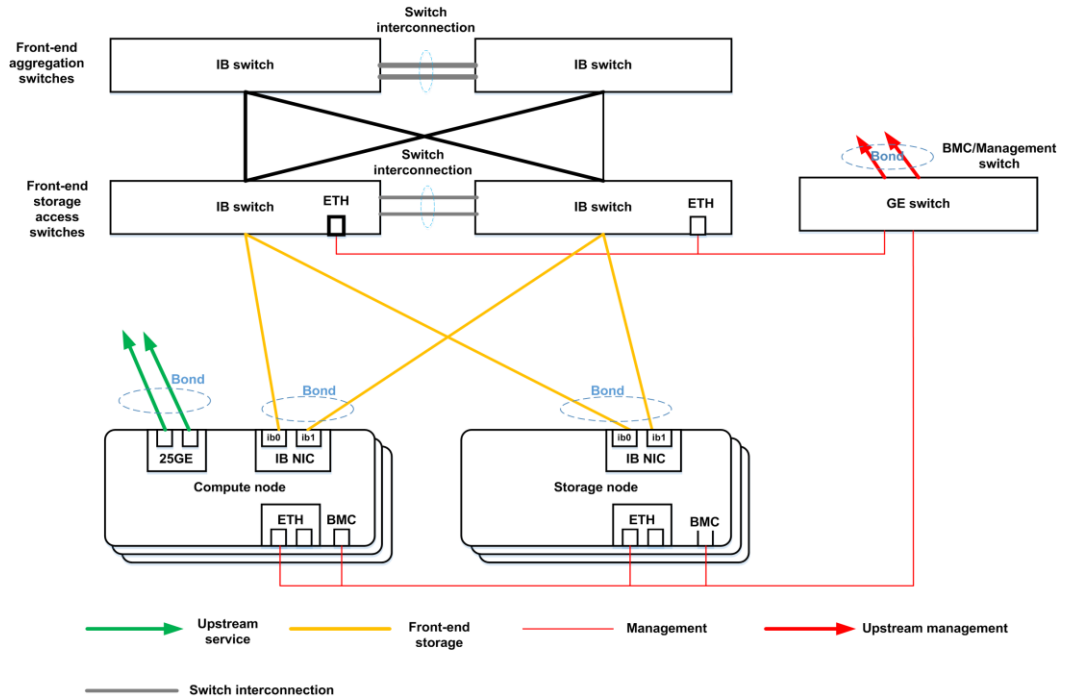 Switch
interconnection
Front-end
aggregation
switches
IB switch
IB switch
Switch
interconnection
Bond
BMC/Management
switch
Front-end
storage
access
switches
IB switch
ETH
IB switch
ETH
GE switch
Bond
Bond
Bond
25GE
ib0
ib1
IB NIC
ib0
ib1
IB NIC
Compute node
Storage node
ETH
BMC
ETH
BMC
Upstream
service
Front-end
storage
Management
Upstream management
Switch interconnection